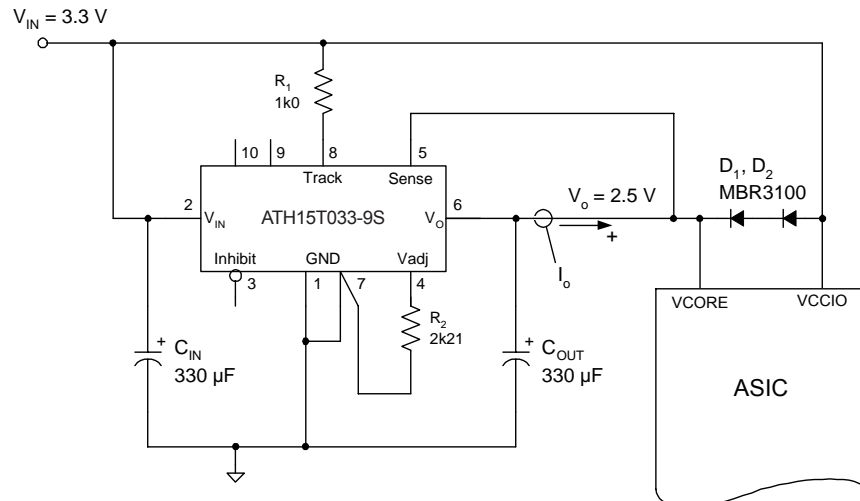 V_IN = 3.3 V
R_1
1k0
10
9
8
5
Track
Sense
D_1, D_2
MBR3100
2
V_IN
ATH15T033-9S
V_O
6
V_o = 2.5 V
+
Inhibit
GND
Vadj
3
1
7
4
I_o
VCORE
VCCIO
R_2
2k21
+
C_IN
330 µF
+
C_OUT
330 µF
ASIC